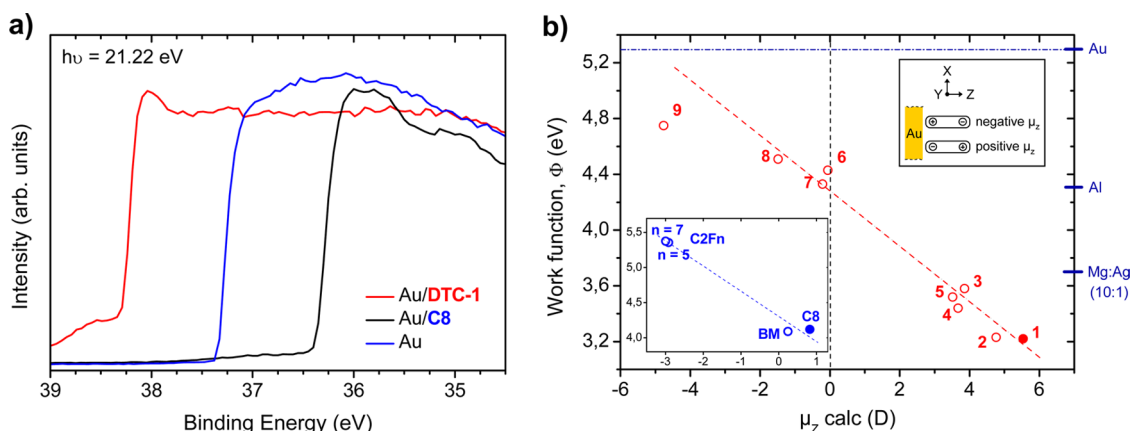 a)
hυ = 21.22 eV
Intensity (arb. units)
Au/DTC-1
Au/C8
Au
39 38 37 36 35
Binding Energy (eV)
b)
Work function, Φ (eV)
5,2
4,8
4,4
4,0
3,6
3,2
-6 -4 -2 0 2 4 6
μz calc (D)
9
8
7
6
5
4
3
2
1
Au
Al
Mg:Ag
(10:1)
X
Y Z
Au
negative μz
positive μz
5,5
5,0
4,5
4,0
-3 -2 -1 0 1
n = 7
C2Fn
n = 5
C8
BM